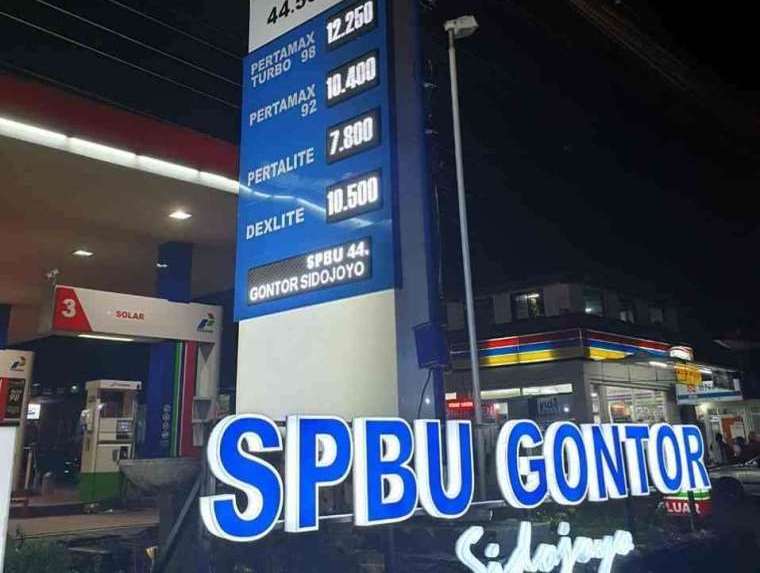 PERTAMAX
TURBO 98
12.250
PERTAMAX
92
10.400
PERTALITE
7.800
DEXLITE
10.500
SPBU 44.
GONTOR SIDOJOYO
3
SOLAR
SPBU GONTOR
Sidojoyo